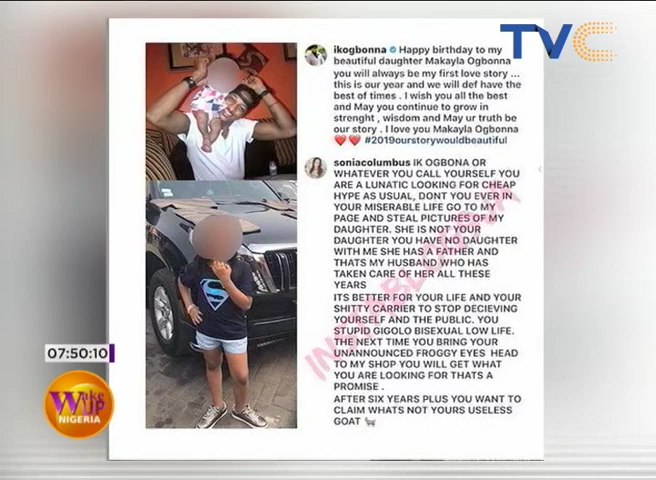 TVC
ikogbonna Happy birthday to my
beautiful daughter Makayla Ogbonna
you will always be my first love story ...
this is our year and we will def have the
best of times . I wish you all the best
and May you continue to grow in
strenght , wisdom and May ur truth be
our story . I love you Makayla Ogbonna
❤️❤️ #2019ourstorywouldbeautiful
soniacolumbus IK OGBONA OR
WHATEVER YOU CALL YOURSELF YOU
ARE A LUNATIC LOOKING FOR CHEAP
HYPE AS USUAL, DONT YOU EVER IN
YOUR MISERABLE LIFE GO TO MY
PAGE AND STEAL PICTURES OF MY
DAUGHTER. SHE IS NOT YOUR
DAUGHTER YOU HAVE NO DAUGHTER
WITH ME SHE HAS A FATHER AND
THATS MY HUSBAND WHO HAS
TAKEN CARE OF HER ALL THESE
YEARS
ITS BETTER FOR YOUR LIFE AND YOUR
SHITTY CARRIER TO STOP DECIEVING
YOURSELF AND THE PUBLIC. YOU
STUPID GIGOLO BISEXUAL LOW LIFE.
THE NEXT TIME YOU BRING YOUR
UNANNOUNCED FROGGY EYES HEAD
TO MY SHOP YOU WILL GET WHAT
YOU ARE LOOKING FOR THATS A
PROMISE .
AFTER SIX YEARS PLUS YOU WANT TO
CLAIM WHATS NOT YOURS USELESS
GOAT 🐐
07:50:10
Wake
UP
NIGERIA